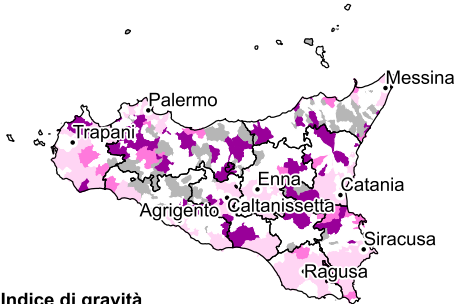 Messina
Palermo
Trapani
Enna
Catania
Agrigento
Caltanissetta
Siracusa
Ragusa
Indice di gravità